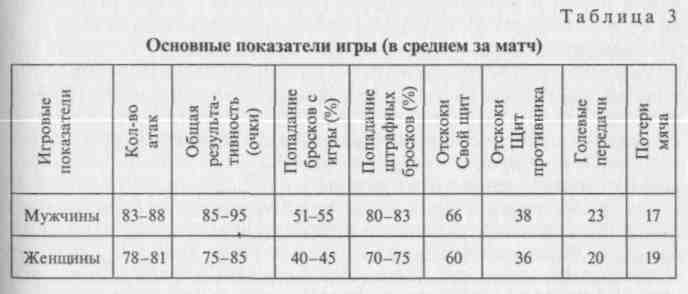 Таблица 3
Основные показатели игры (в среднем за матч)
Игровые показатели
Кол-во атак
Общая результа-тивность (очки)
Попадание бросков с игры (%)
Попадание штрафных бросков (%)
Отскоки Свой щит
Отскоки Щит противника
Голевые передачи
Потери мяча
Мужчины 83–88 85–95 51–55 80–83 66 38 23 17
Женщины 78–81 75–85 40–45 70–75 60 36 20 19